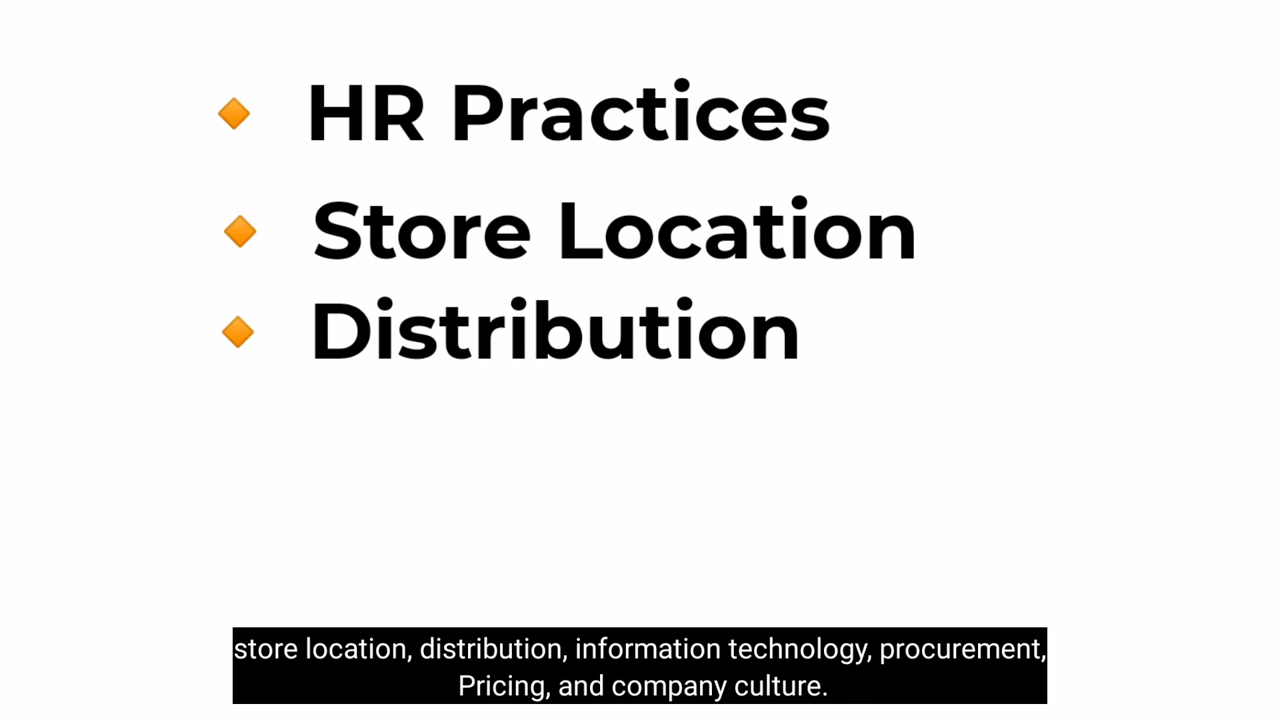 HR Practices
Store Location
Distribution
store location, distribution, information technology, procurement,
Pricing, and company culture.